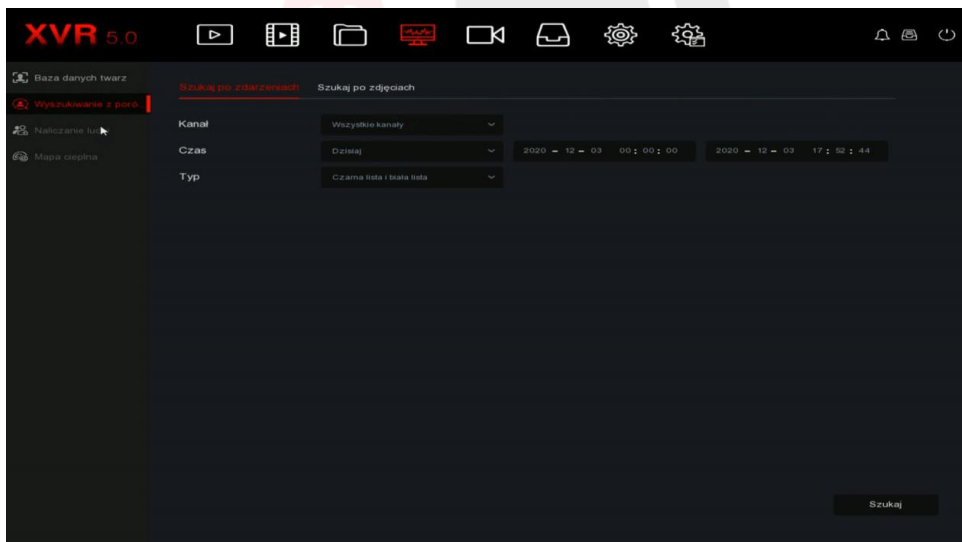 XVR 5.0
Baza danych twarz
Wyszukiwanie z poró...
Naliczanie
Mapa cieplna
Szukaj po zdarzeniach Szukaj po zdjęciach
Kanał Wszystkie kanały
Czas Dzisiaj 2020 - 12 - 03 00 : 00 : 00 2020 - 12 - 03 17 : 52 : 44
Typ Czarna lista i biała lista
Szukaj